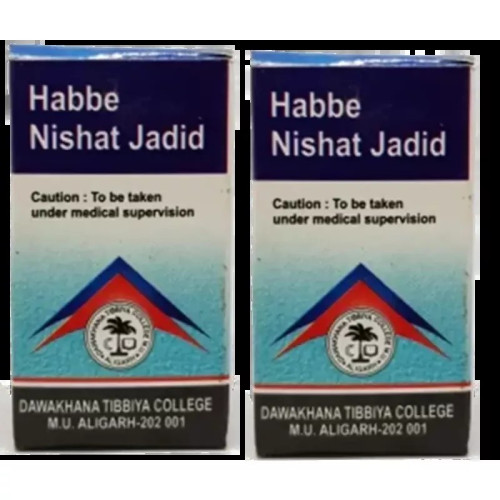 Habbe
Nishat Jadid
Caution : To be taken
under medical supervision
DAWAKHANA TIBBIYA COLLEGE
M.U. ALIGARH-202 001
Habbe
Nishat Jadid
Caution : To be taken
under medical supervision
DAWAKHANA TIBBIYA COLLEGE
M.U. ALIGARH-202 001